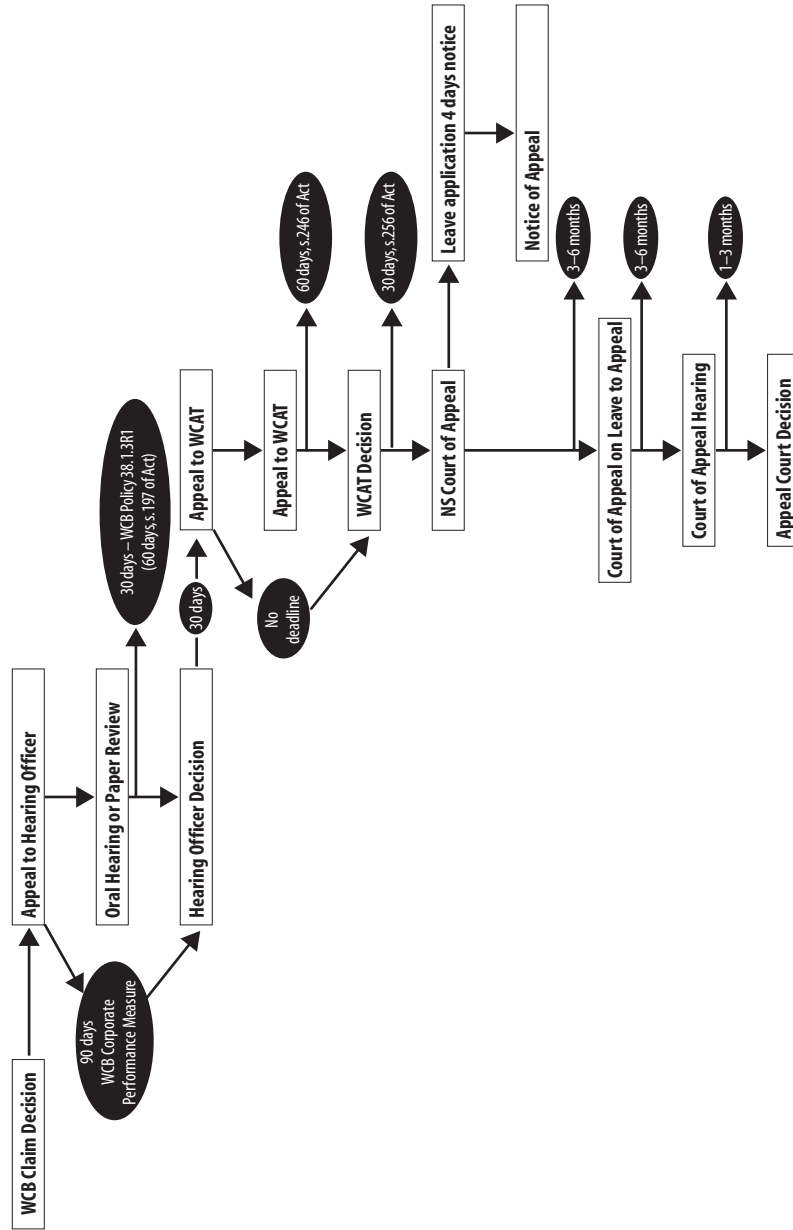 WCB Claim Decision
90 days
WCB Corporate
Performance Measure
Appeal to Hearing Officer
Oral Hearing or Paper Review
30 days – WCB Policy 38.1.3R1
(60 days, s.197 of Act)
Hearing Officer Decision
30 days
Appeal to WCAT
No
deadline
Appeal to WCAT
60 days, s.246 of Act
WCAT Decision
30 days, s.256 of Act
NS Court of Appeal
Leave application 4 days notice
Notice of Appeal
3–6 months
Court of Appeal on Leave to Appeal
3–6 months
Court of Appeal Hearing
1–3 months
Appeal Court Decision